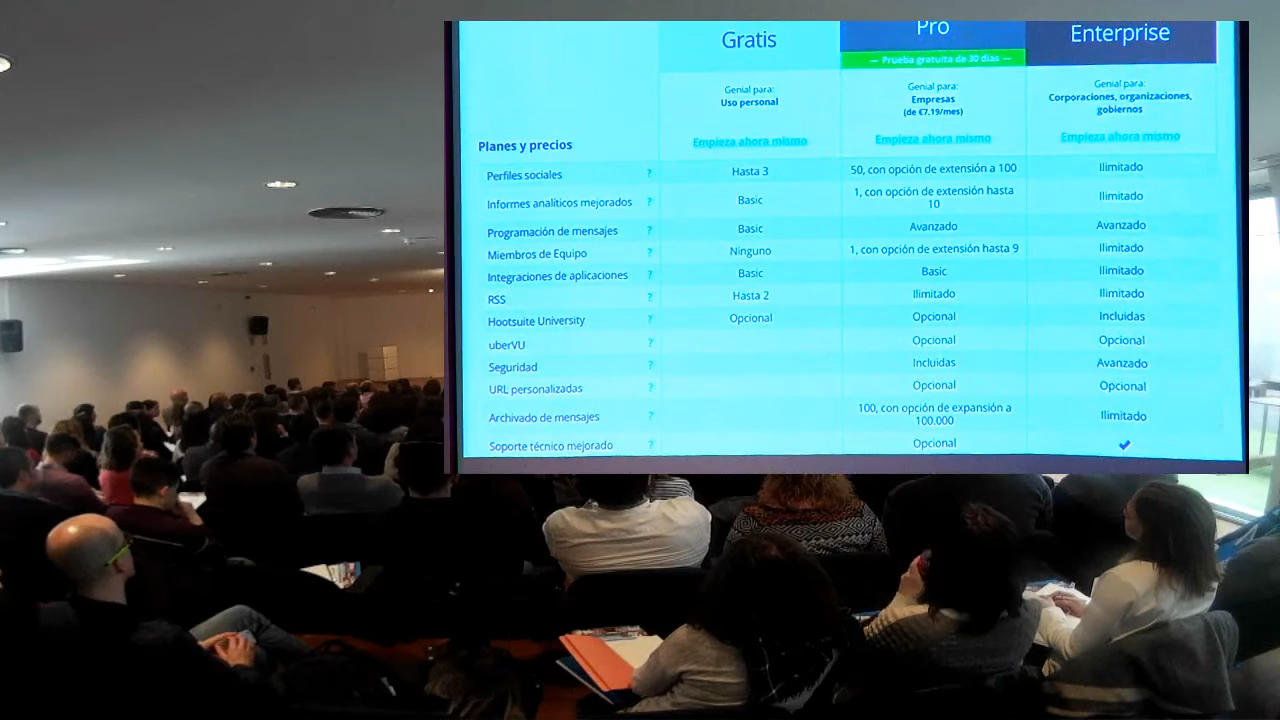 Gratis
Pro
Enterprise
— Prueba gratuita de 30 días —
Genial para:
Uso personal
Genial para:
Empresas
(de €7.19/mes)
Genial para:
Corporaciones, organizaciones,
gobiernos
Planes y precios
Empieza ahora mismo
Empieza ahora mismo
Empieza ahora mismo
Perfiles sociales ? Hasta 3 50, con opción de extensión a 100 Ilimitado
Informes analíticos mejorados ? Basic 1, con opción de extensión hasta
10 Ilimitado
Programación de mensajes ? Basic Avanzado Avanzado
Miembros de Equipo ? Ninguno 1, con opción de extensión hasta 9 Ilimitado
Integraciones de aplicaciones ? Basic Basic Ilimitado
RSS ? Hasta 2 Ilimitado Ilimitado
Hootsuite University ? Opcional Opcional Incluidas
uberVU ? Opcional Opcional
Seguridad ? Incluidas Avanzado
URL personalizadas ? Opcional Opcional
Archivado de mensajes ? 100, con opción de expansión a
100.000 Ilimitado
Soporte técnico mejorado ? Opcional ✔